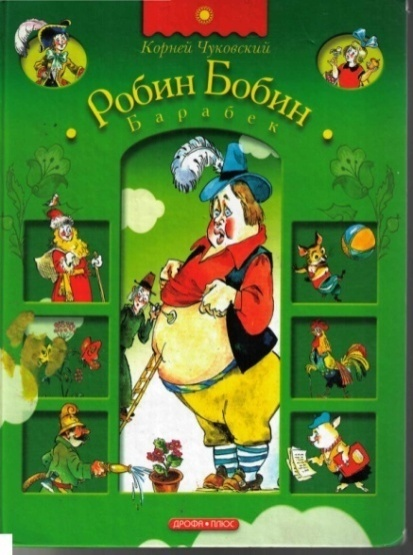 Корней Чуковский
Робин Бобин
Барабек
ДРОФА•ПЛЮС